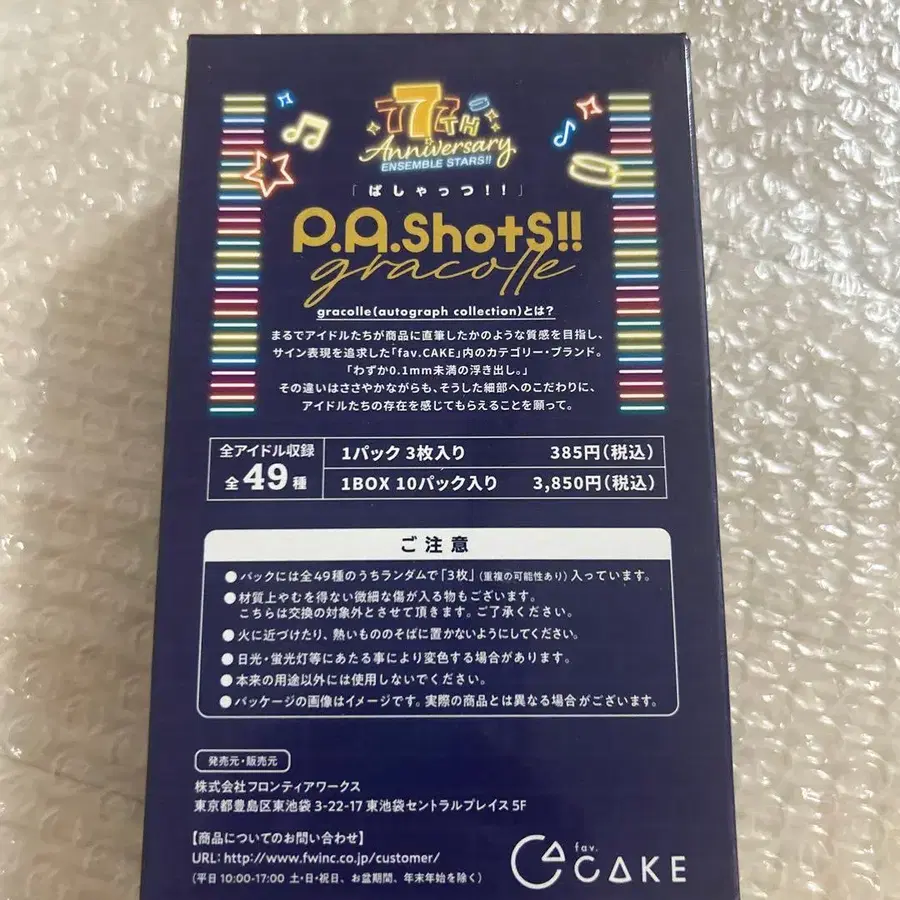 7TH
Anniversary
ENSEMBLE STARS!!
「ぱしゃっつ!!」
P.A.ShotS!!
gracolle
gracolle(autograph collection)とは?
まるでアイドルたちが商品に直筆したかのような質感を目指し、
サイン表現を追求した「fav.CAKE」内のカテゴリー・ブランド。
「わずか0.1mm未満の浮き出し。」
その違いはささやかながらも、そうした細部へのこだわりに、
アイドルたちの存在を感じてもらえることを願って。
全アイドル収録
全49種
1パック 3枚入り 385円(税込)
1BOX 10パック入り 3,850円(税込)
ご注意
●パックには全49種のうちランダムで「3枚」(重複の可能性あり)入っています。
●材質上やむを得ない微細な傷が入る物もございます。
こちらは交換の対象外とさせて頂きます。ご了承ください。
●火に近づけたり、熱いもののそばに置かないようにしてください。
●日光・蛍光灯等にあたる事により変色する場合があります。
●本来の用途以外には使用しないでください。
●パッケージの画像はイメージです。実際の商品とは異なる場合がございます。
発売元・販売元
株式会社フロンティアワークス
東京都豊島区東池袋 3-22-17 東池袋セントラルプレイス 5F
【商品についてのお問い合わせ】
URL: http://www.fwinc.co.jp/customer/
(平日 10:00-17:00 土・日・祝日、お盆期間、年末年始を除く)
fav.
CAKE